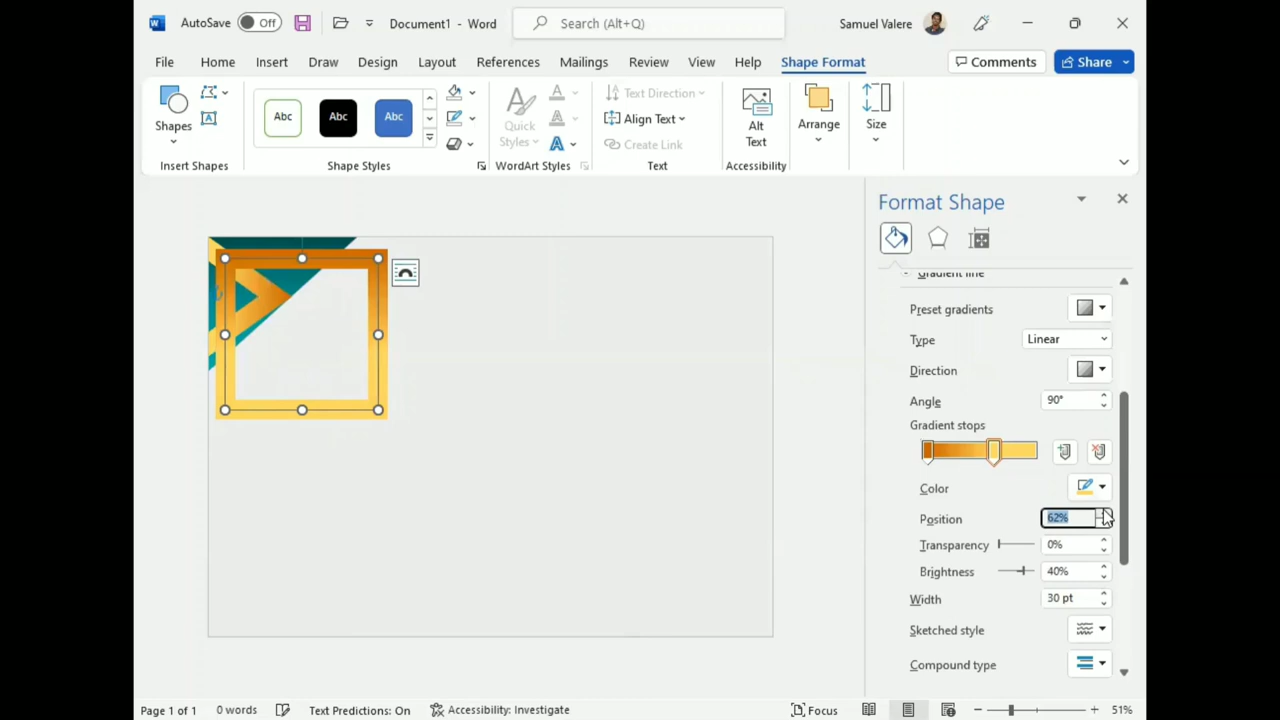 AutoSave Off Document1 - Word Search (Alt+Q) Samuel Valere
File Home Insert Draw Design Layout References Mailings Review View Help Shape Format Comments Share
Shapes
Abc Abc Abc
Quick
Styles
Text Direction
Align Text
Create Link
Alt
Text
Arrange
Size
Insert Shapes Shape Styles WordArt Styles Text Accessibility
Format Shape
Gradient line
Preset gradients
Type Linear
Direction
Angle 90°
Gradient stops
Color
Position 62%
Transparency 0%
Brightness 40%
Width 30 pt
Sketched style
Compound type
Page 1 of 1 0 words Text Predictions: On Accessibility: Investigate Focus 51%